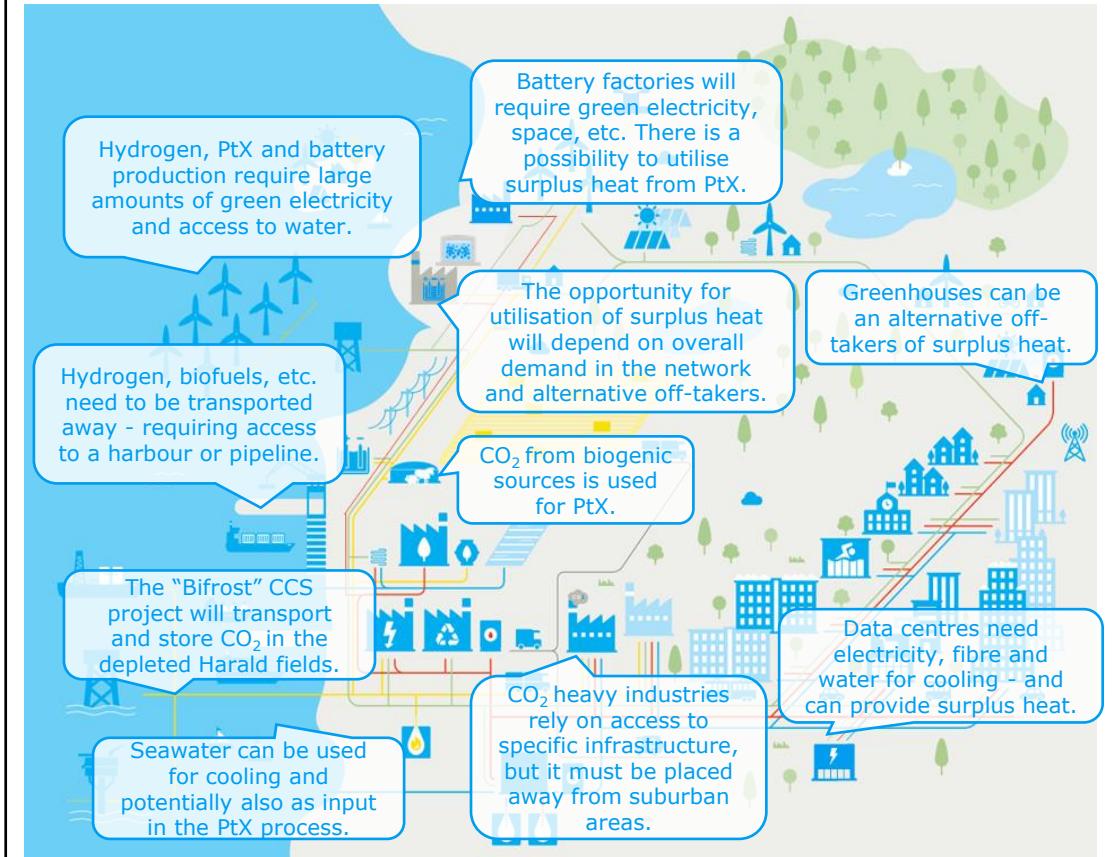 Battery factories will
require green electricity,
space, etc. There is a
possibility to utilise
surplus heat from PtX.
Hydrogen, PtX and battery
production require large
amounts of green electricity
and access to water.
The opportunity for
utilisation of surplus heat
will depend on overall
demand in the network
and alternative off-takers.
Greenhouses can be
an alternative off-
takers of surplus heat.
Hydrogen, biofuels, etc.
need to be transported
away - requiring access
to a harbour or pipeline.
CO₂ from biogenic
sources is used
for PtX.
The “Bifrost” CCS
project will transport
and store CO₂ in the
depleted Harald fields.
Data centres need
electricity, fibre and
water for cooling - and
can provide surplus heat.
CO₂ heavy industries
rely on access to
specific infrastructure,
but it must be placed
away from suburban
areas.
Seawater can be used
for cooling and
potentially also as input
in the PtX process.